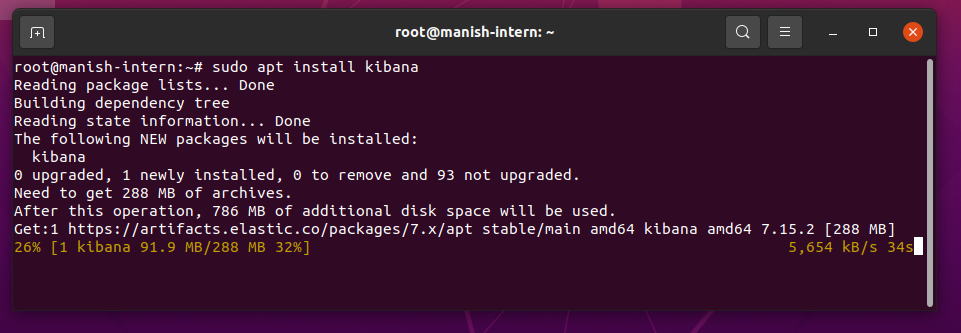 root@manish-intern: ~
root@manish-intern:~# sudo apt install kibana
Reading package lists... Done
Building dependency tree
Reading state information... Done
The following NEW packages will be installed:
  kibana
0 upgraded, 1 newly installed, 0 to remove and 93 not upgraded.
Need to get 288 MB of archives.
After this operation, 786 MB of additional disk space will be used.
Get:1 https://artifacts.elastic.co/packages/7.x/apt stable/main amd64 kibana amd64 7.15.2 [288 MB]
26% [1 kibana 91.9 MB/288 MB 32%] 5,654 kB/s 34s